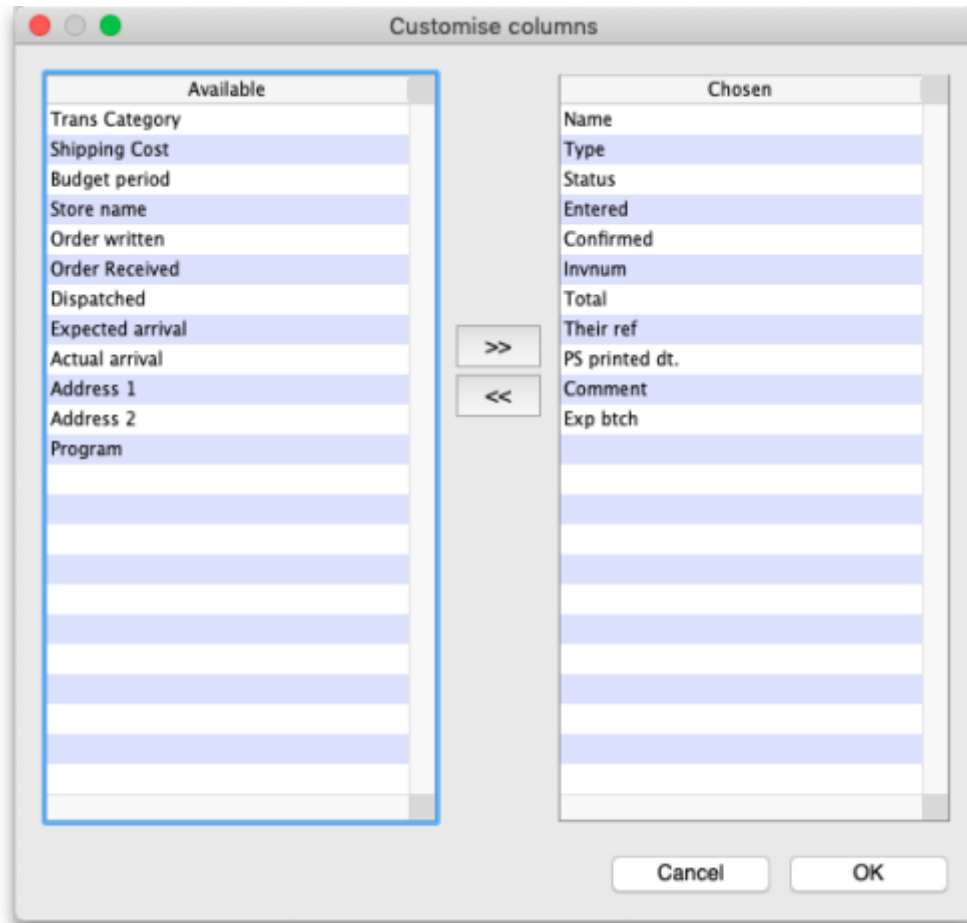 Customise columns
Available
Trans Category
Shipping Cost
Budget period
Store name
Order written
Order Received
Dispatched
Expected arrival
Actual arrival
Address 1
Address 2
Program
>>
<<
Chosen
Name
Type
Status
Entered
Confirmed
Invnum
Total
Their ref
PS printed dt.
Comment
Exp btch
Cancel
OK